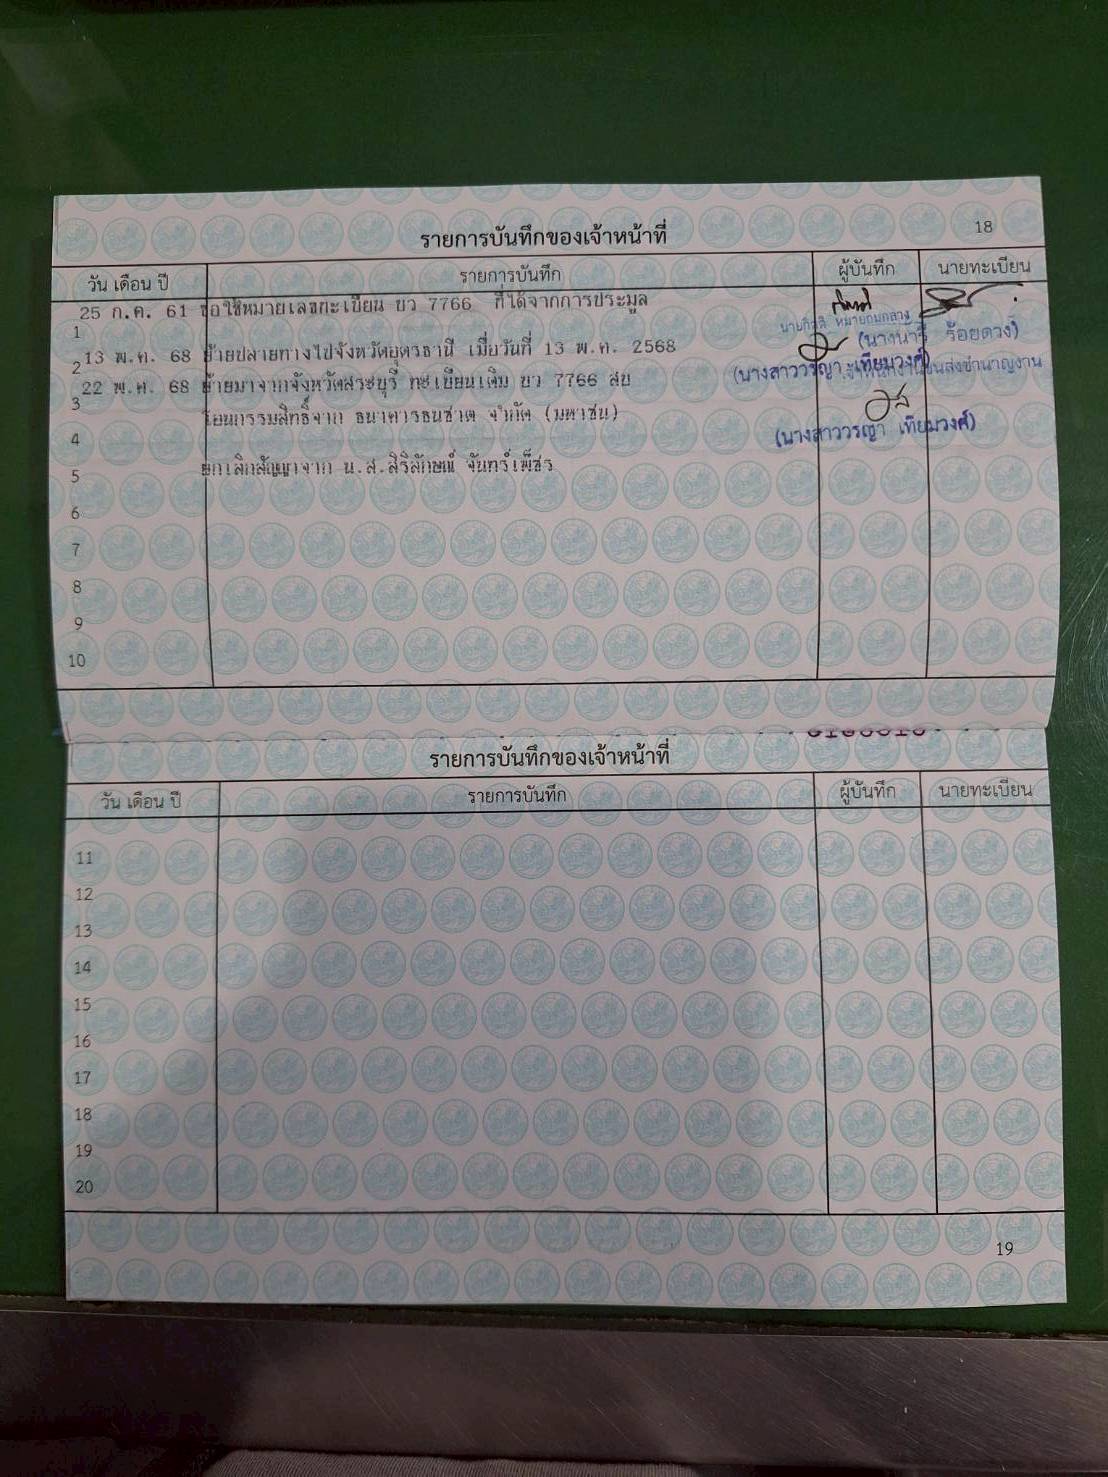 18
รายการบันทึกของเจ้าหน้าที่
วัน เดือน ปี รายการบันทึก ผู้บันทึก นายทะเบียน
25 ก.ค. 61 ขอใช้หมายเลขทะเบียน ขว 7766 ที่ได้จากการประมูล
1
(นางนารี ร้อยดวง)
13 พ.ค. 68 ย้ายปลายทางไปจังหวัดอุดรธานี เมื่อวันที่ 13 พ.ค. 2568
2
(นางสาววรญา เทียมวงศ์)
22 พ.ค. 68 ย้ายมาจากจังหวัดสระบุรี ทะเบียนเดิม ขว 7766 สบ
3
โอนกรรมสิทธิ์จาก ธนาคารธนชาต จำกัด (มหาชน)
4
(นางสาววรญา เทียมวงศ์)
ยกเลิกสัญญาจาก น.ส.สิริลักษณ์ จันทร์เพ็ชร
5
6
7
8
9
10
รายการบันทึกของเจ้าหน้าที่
วัน เดือน ปี รายการบันทึก ผู้บันทึก นายทะเบียน
11
12
13
14
15
16
17
18
19
20
19